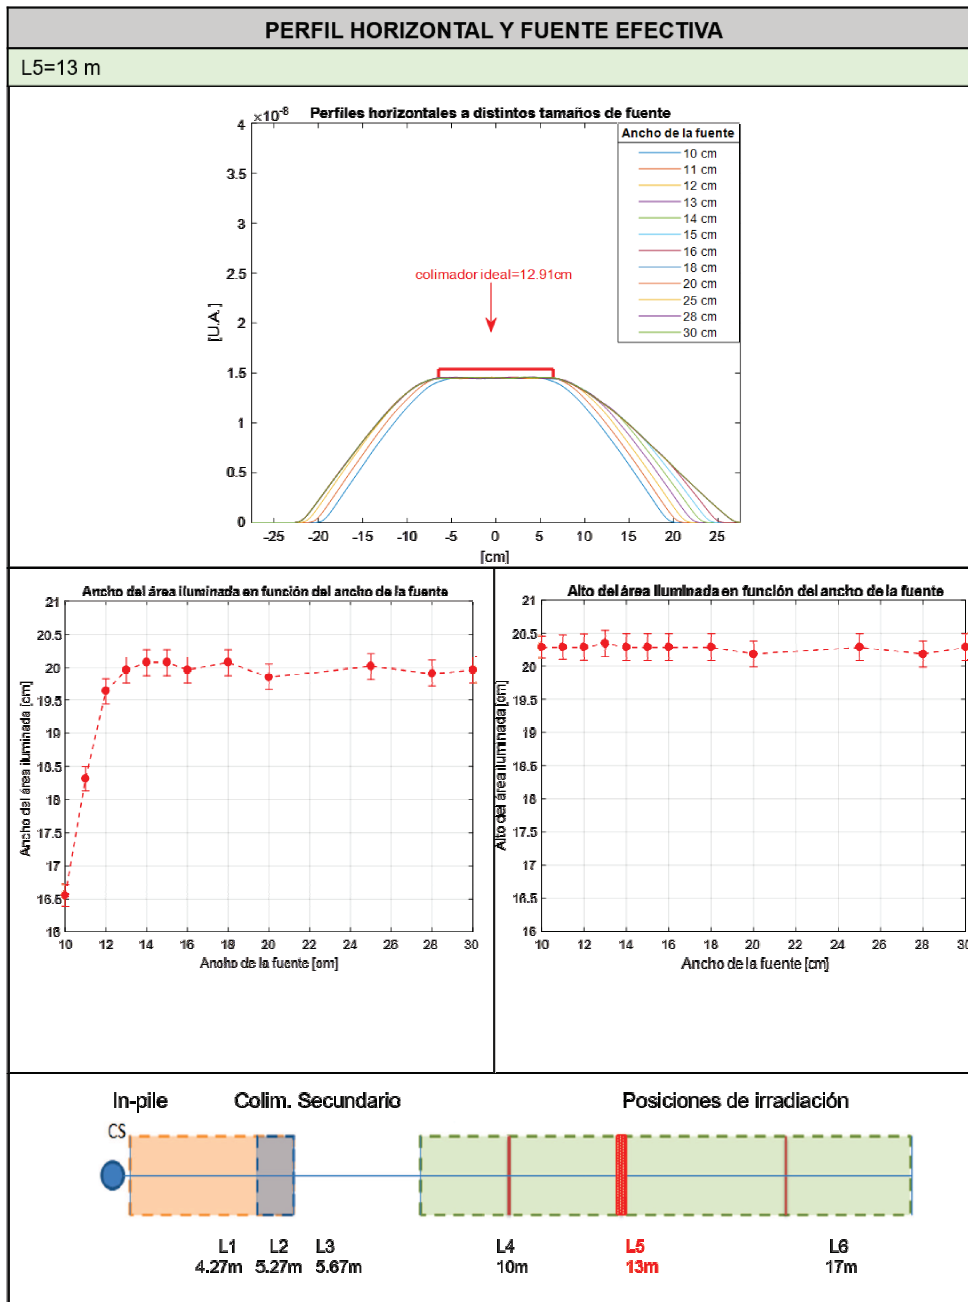 PERFIL HORIZONTAL Y FUENTE EFECTIVA
L5=13 m
×10⁻⁸
Perfiles horizontales a distintos tamaños de fuente
4
3.5
3
2.5
2
1.5
1
0.5
0
[U.A.]
colimador ideal=12.91cm
Ancho de la fuente
10 cm
11 cm
12 cm
13 cm
14 cm
15 cm
16 cm
18 cm
20 cm
25 cm
28 cm
30 cm
-25 -20 -15 -10 -5 0 5 10 15 20 25
[cm]
Ancho del área iluminada en función del ancho de la fuente
21
20.5
20
19.5
19
18.5
18
17.5
17
16.5
16
Ancho del área iluminada [cm]
10 12 14 16 18 20 22 24 26 28 30
Ancho de la fuente [cm]
Alto del área iluminada en función del ancho de la fuente
21
20.5
20
19.5
19
18.5
18
17.5
17
16.5
16
Alto del área iluminada [cm]
10 12 14 16 18 20 22 24 26 28 30
Ancho de la fuente [cm]
In-pile Colim. Secundario Posiciones de irradiación
CS
L1 L2 L3 L4 L5 L6
4.27m 5.27m 5.67m 10m 13m 17m